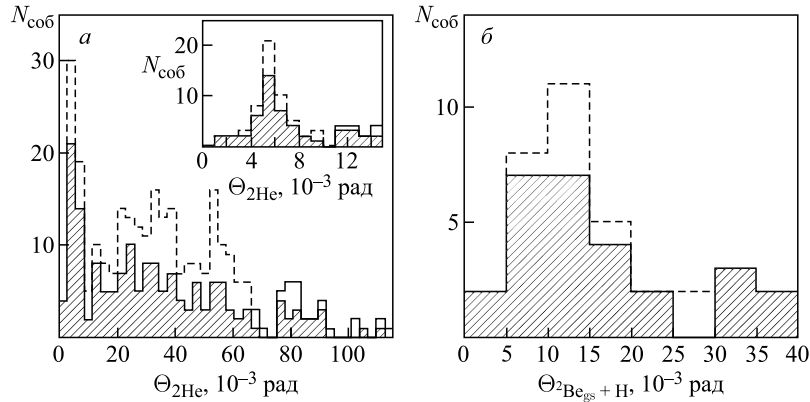 N_соб а
30
20
10
0 20 40 60 80 100
Θ_2He, 10⁻³ рад
N_соб
20
10
0 4 8 12
Θ_2He, 10⁻³ рад
N_соб б
10
5
0 5 10 15 20 25 30 35 40
Θ²Be_gs + H, 10⁻³ рад